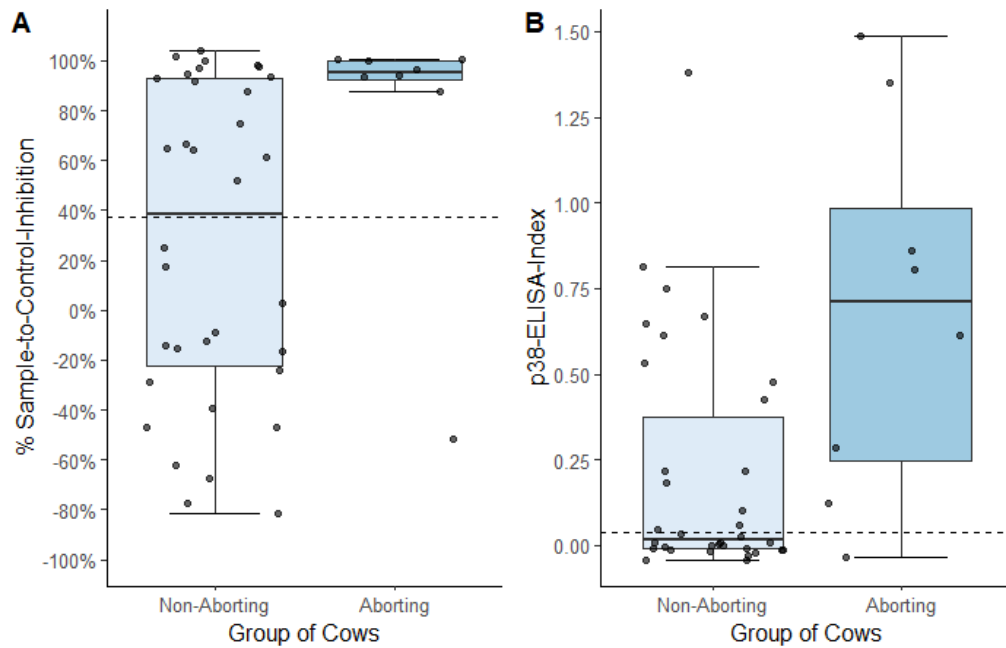 A
% Sample-to-Control-Inhibition
100%
80%
60%
40%
20%
0%
-20%
-40%
-60%
-80%
-100%
Non-Aborting
Aborting
Group of Cows
B
p38-ELISA-Index
1.50
1.25
1.00
0.75
0.50
0.25
0.00
Non-Aborting
Aborting
Group of Cows